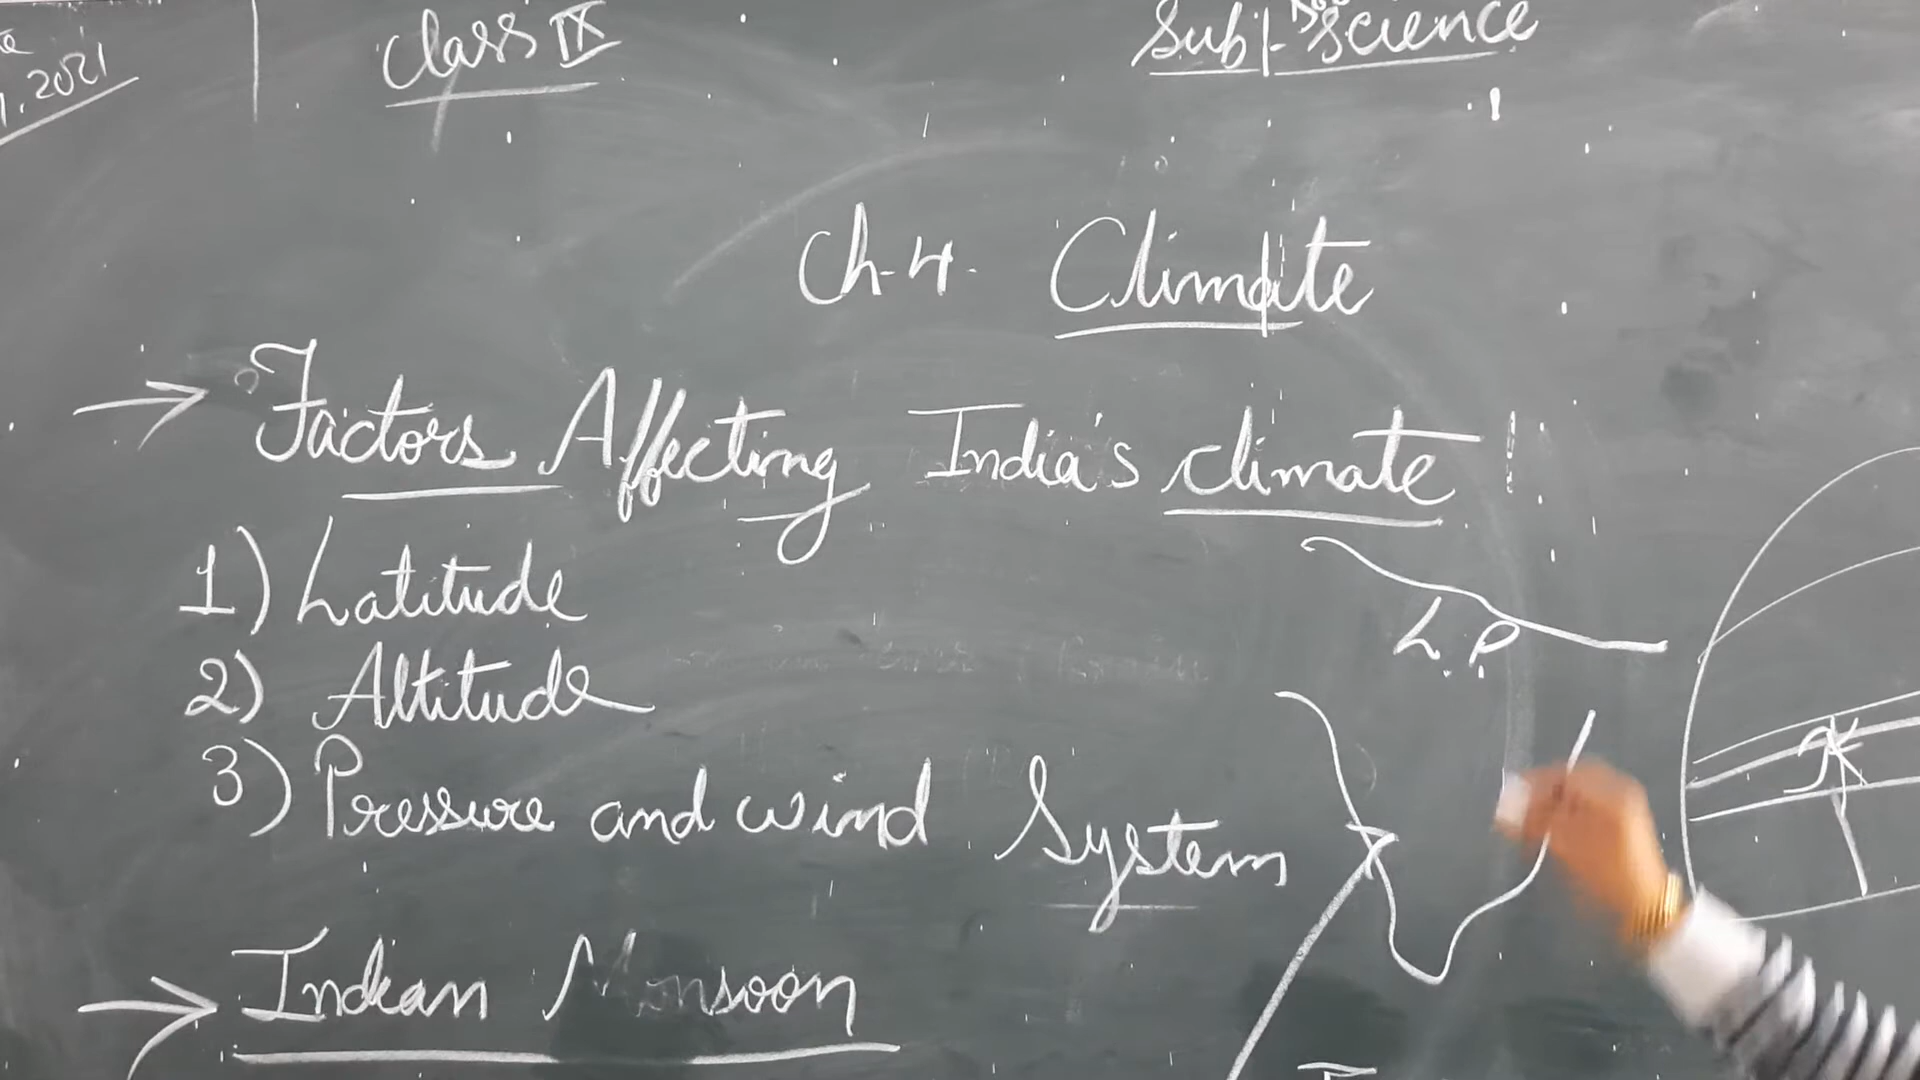 2021
Class IX
Sub- Science
Ch-4. Climate
→ Factors Affecting India's climate
1) Latitude
2) Altitude
3) Pressure and wind System
L.P
→ Indian Monsoon